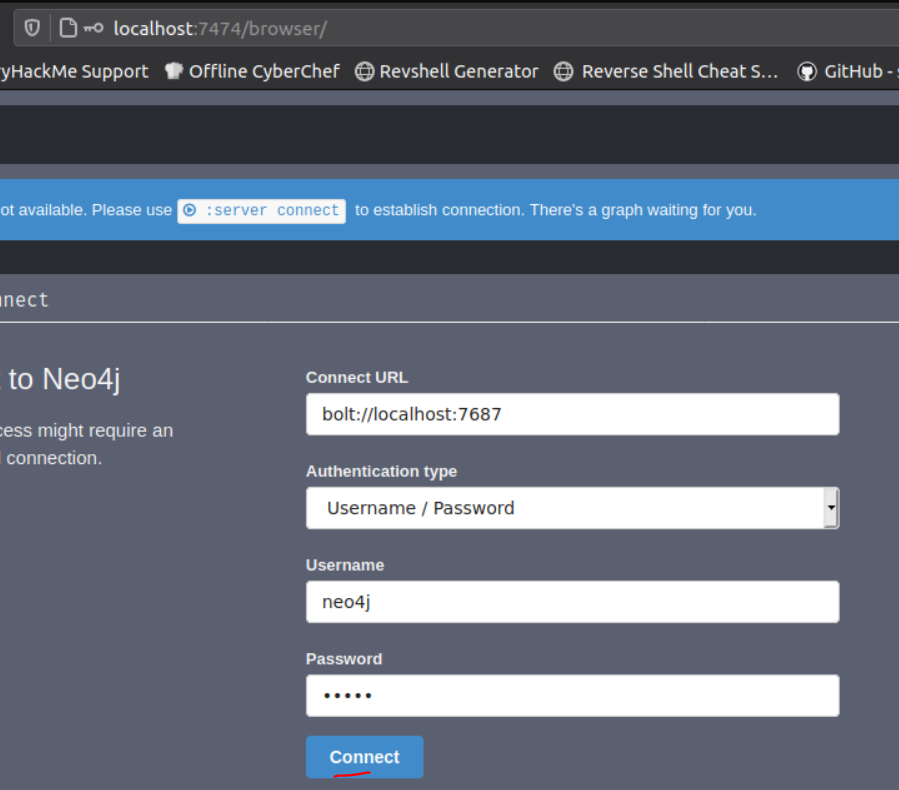 localhost:7474/browser/
yHackMe Support Offline CyberChef Revshell Generator Reverse Shell Cheat S... GitHub -
ot available. Please use :server connect to establish connection. There's a graph waiting for you.
nnect
to Neo4j
Connect URL
cess might require an
bolt://localhost:7687
connection.
Authentication type
Username / Password
Username
neo4j
Password
•••••
Connect